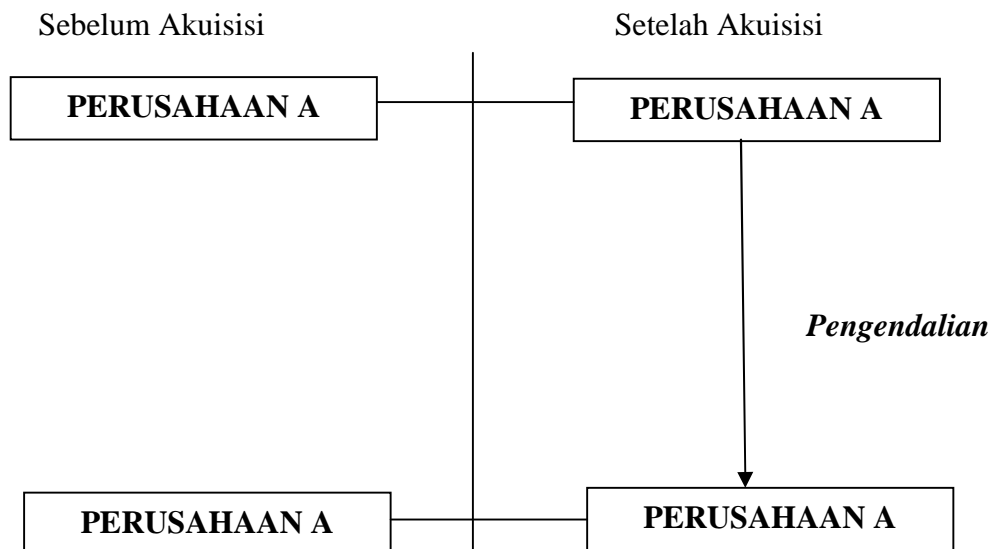 Sebelum Akuisisi
Setelah Akuisisi
PERUSAHAAN A
PERUSAHAAN A
Pengendalian
PERUSAHAAN A
PERUSAHAAN A